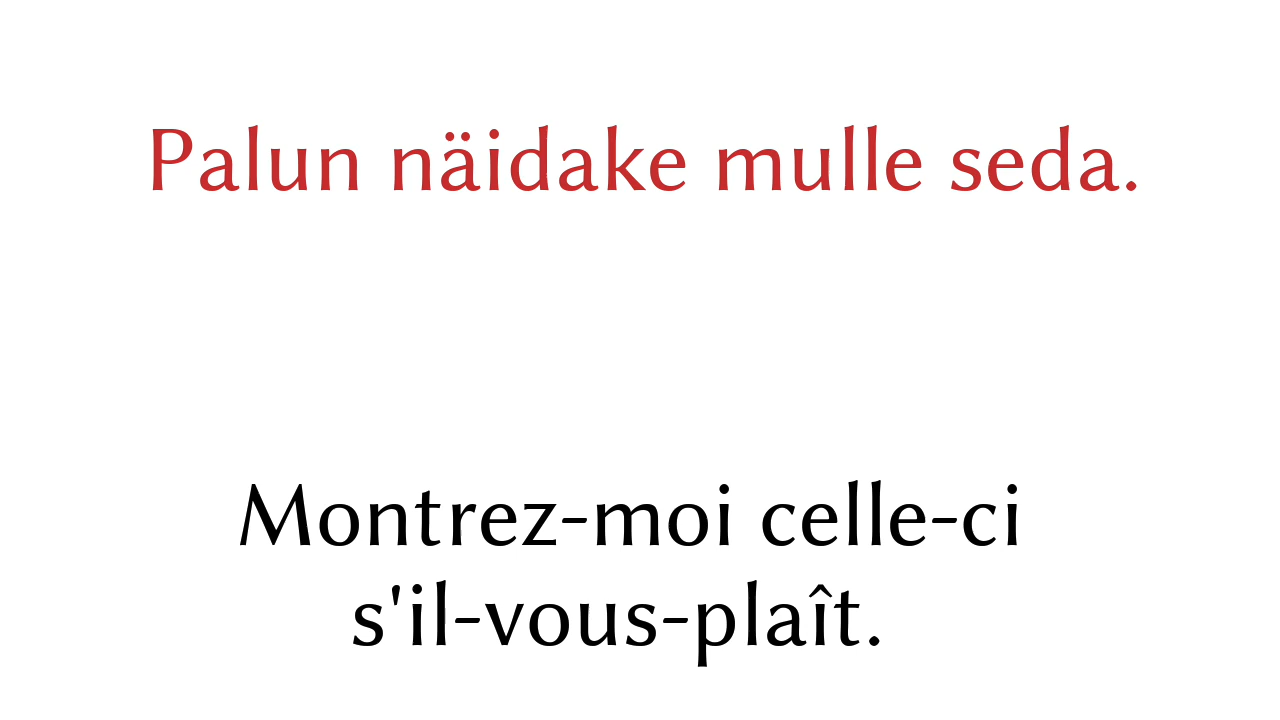 Palun näidake mulle seda.
Montrez-moi celle-ci
s'il-vous-plaît.